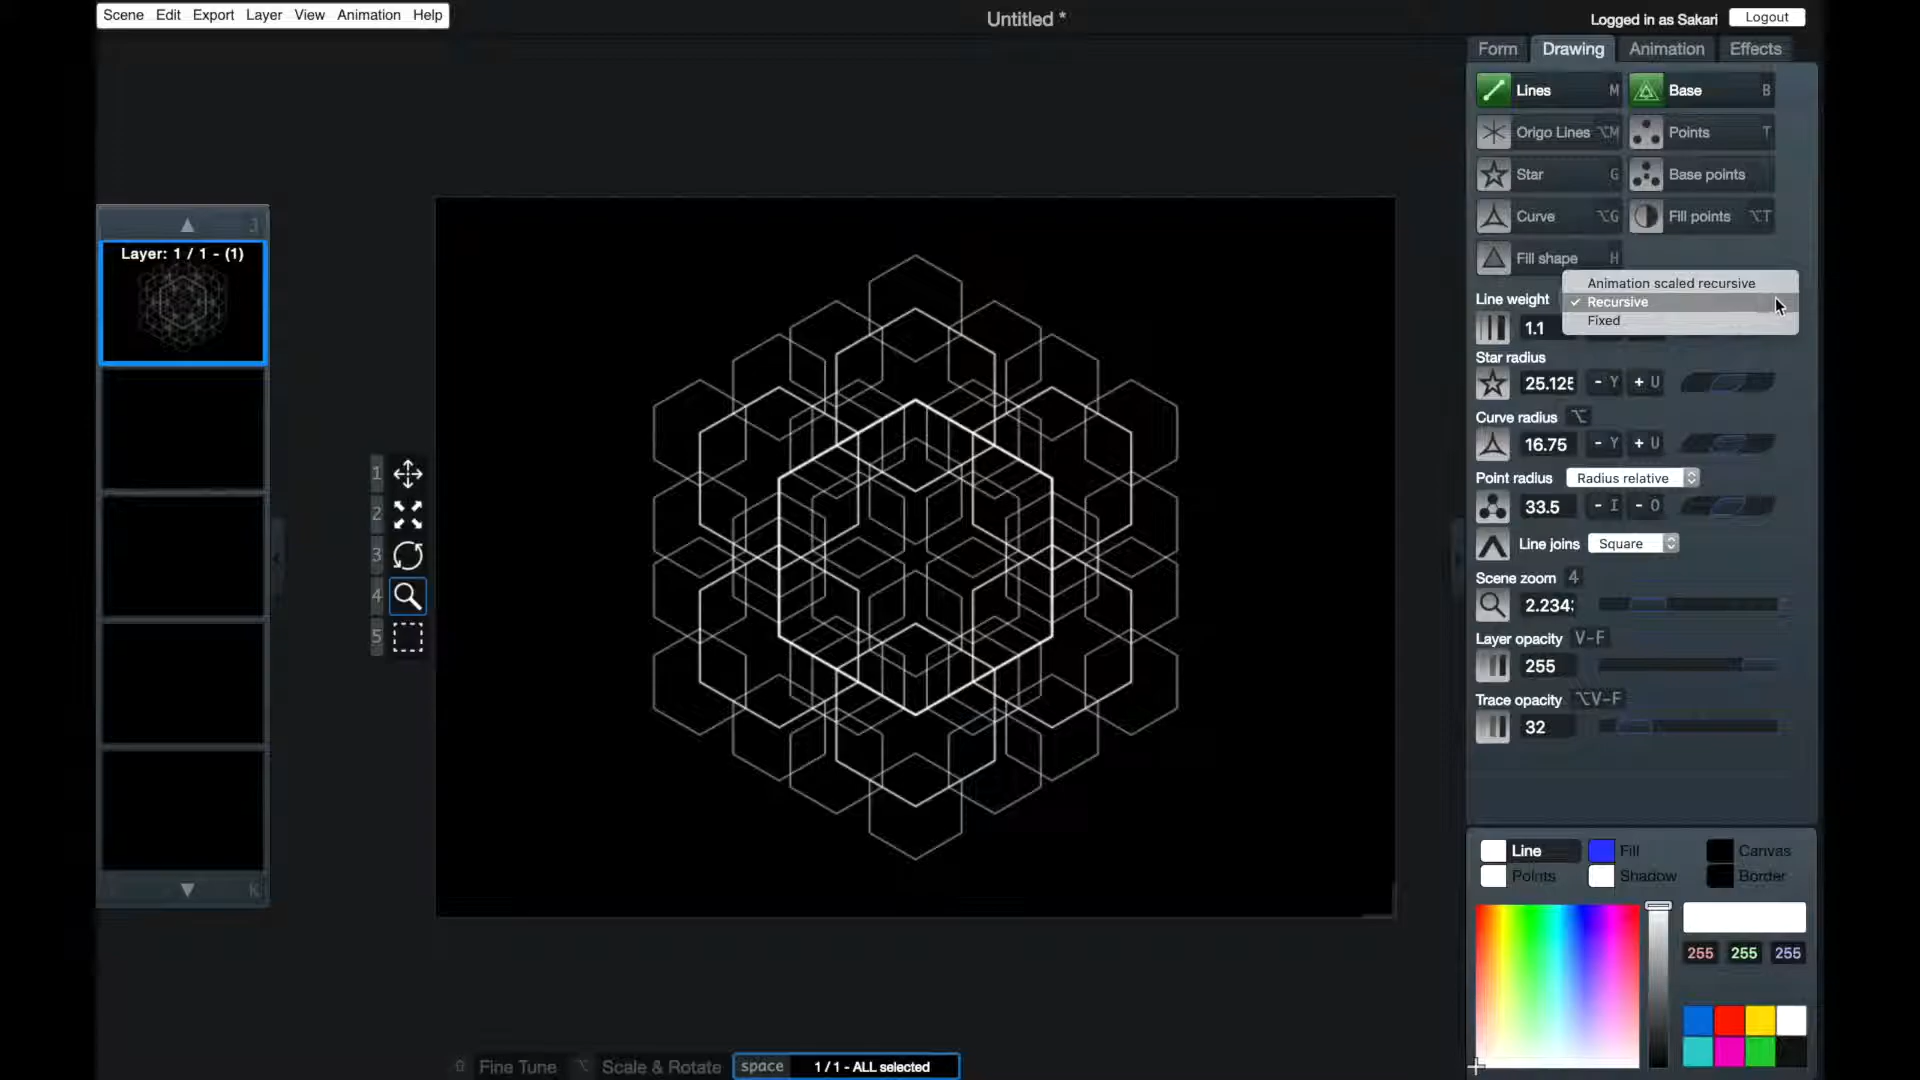 Scene Edit Export Layer View Animation Help
Untitled *
Logged in as Sakari Logout
Form Drawing Animation Effects
Lines M Base B
Origo Lines ⌥M Points T
Star G Base points
Curve ⌥G Fill points ⌥T
Fill shape H
Line weight
Animation scaled recursive
✓ Recursive
Fixed
1.1
Star radius
25.125 - Y + U
Curve radius ⌥
16.75 - Y + U
Point radius Radius relative
33.5 - I - O
Line joins Square
Scene zoom 4
2.234
Layer opacity V-F
255
Trace opacity ⌥V-F
32
Line Fill Canvas
Points Shadow Border
255 255 255
J
Layer: 1 / 1 - (1)
K
1
2
3
4
5
⇧ Fine Tune ⌥ Scale & Rotate space 1 / 1 - ALL selected